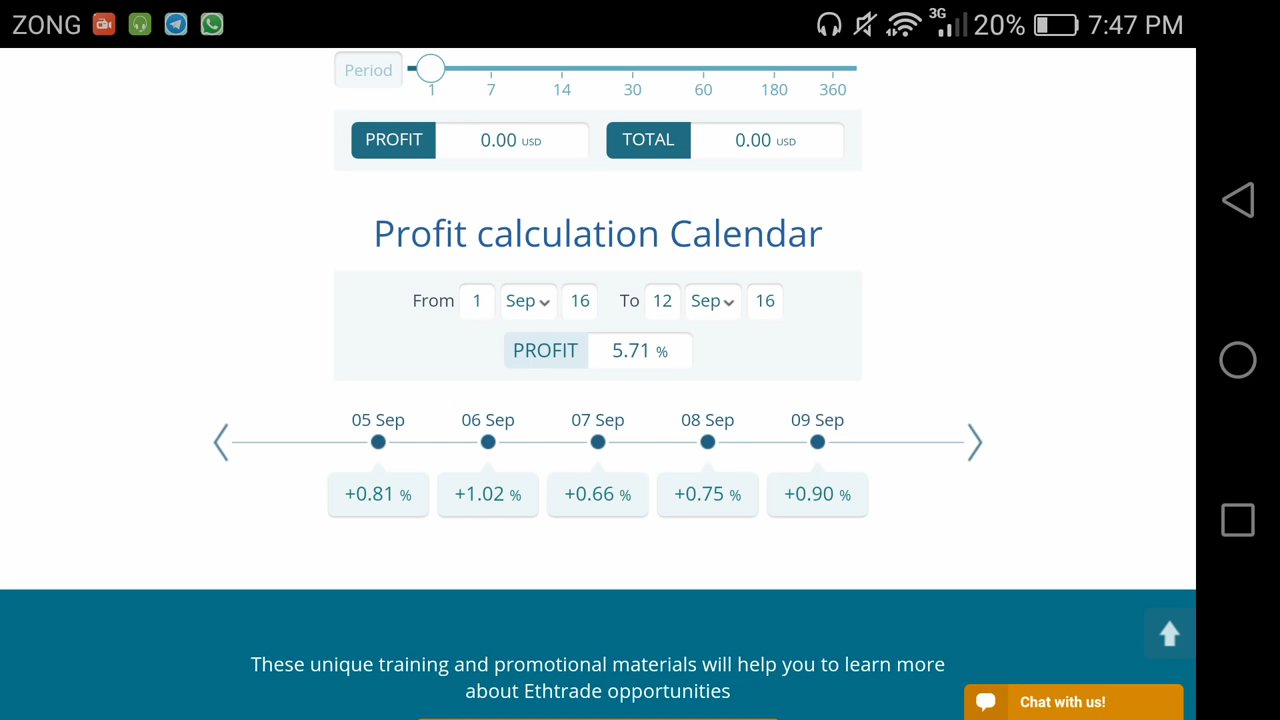 ZONG 3G 20% 7:47 PM
Period
1 7 14 30 60 180 360
PROFIT 0.00 USD TOTAL 0.00 USD
Profit calculation Calendar
From 1 Sep 16 To 12 Sep 16
PROFIT 5.71 %
05 Sep 06 Sep 07 Sep 08 Sep 09 Sep
+0.81 % +1.02 % +0.66 % +0.75 % +0.90 %
These unique training and promotional materials will help you to learn more
about Ethtrade opportunities
Chat with us!